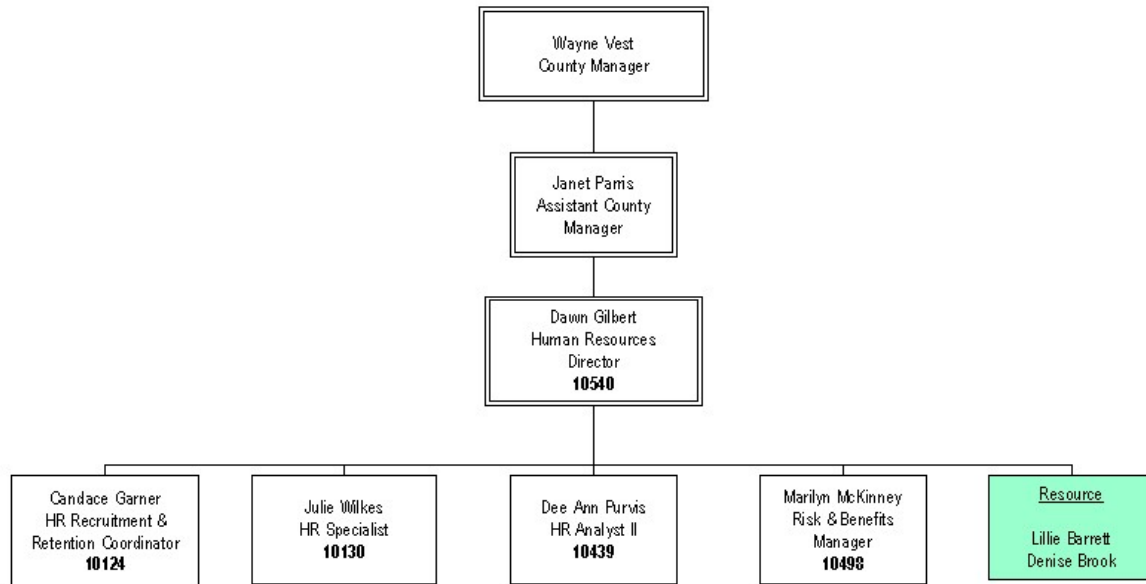 Wayne Vest
County Manager
Janet Parris
Assistant County
Manager
Dawn Gilbert
Human Resources
Director
10540
Candace Garner
HR Recruitment &
Retention Coordinator
10124
Julie Wilkes
HR Specialist
10130
Dee Ann Purvis
HR Analyst II
10439
Marilyn McKinney
Risk & Benefits
Manager
10498
Resource
Lillie Barrett
Denise Brook